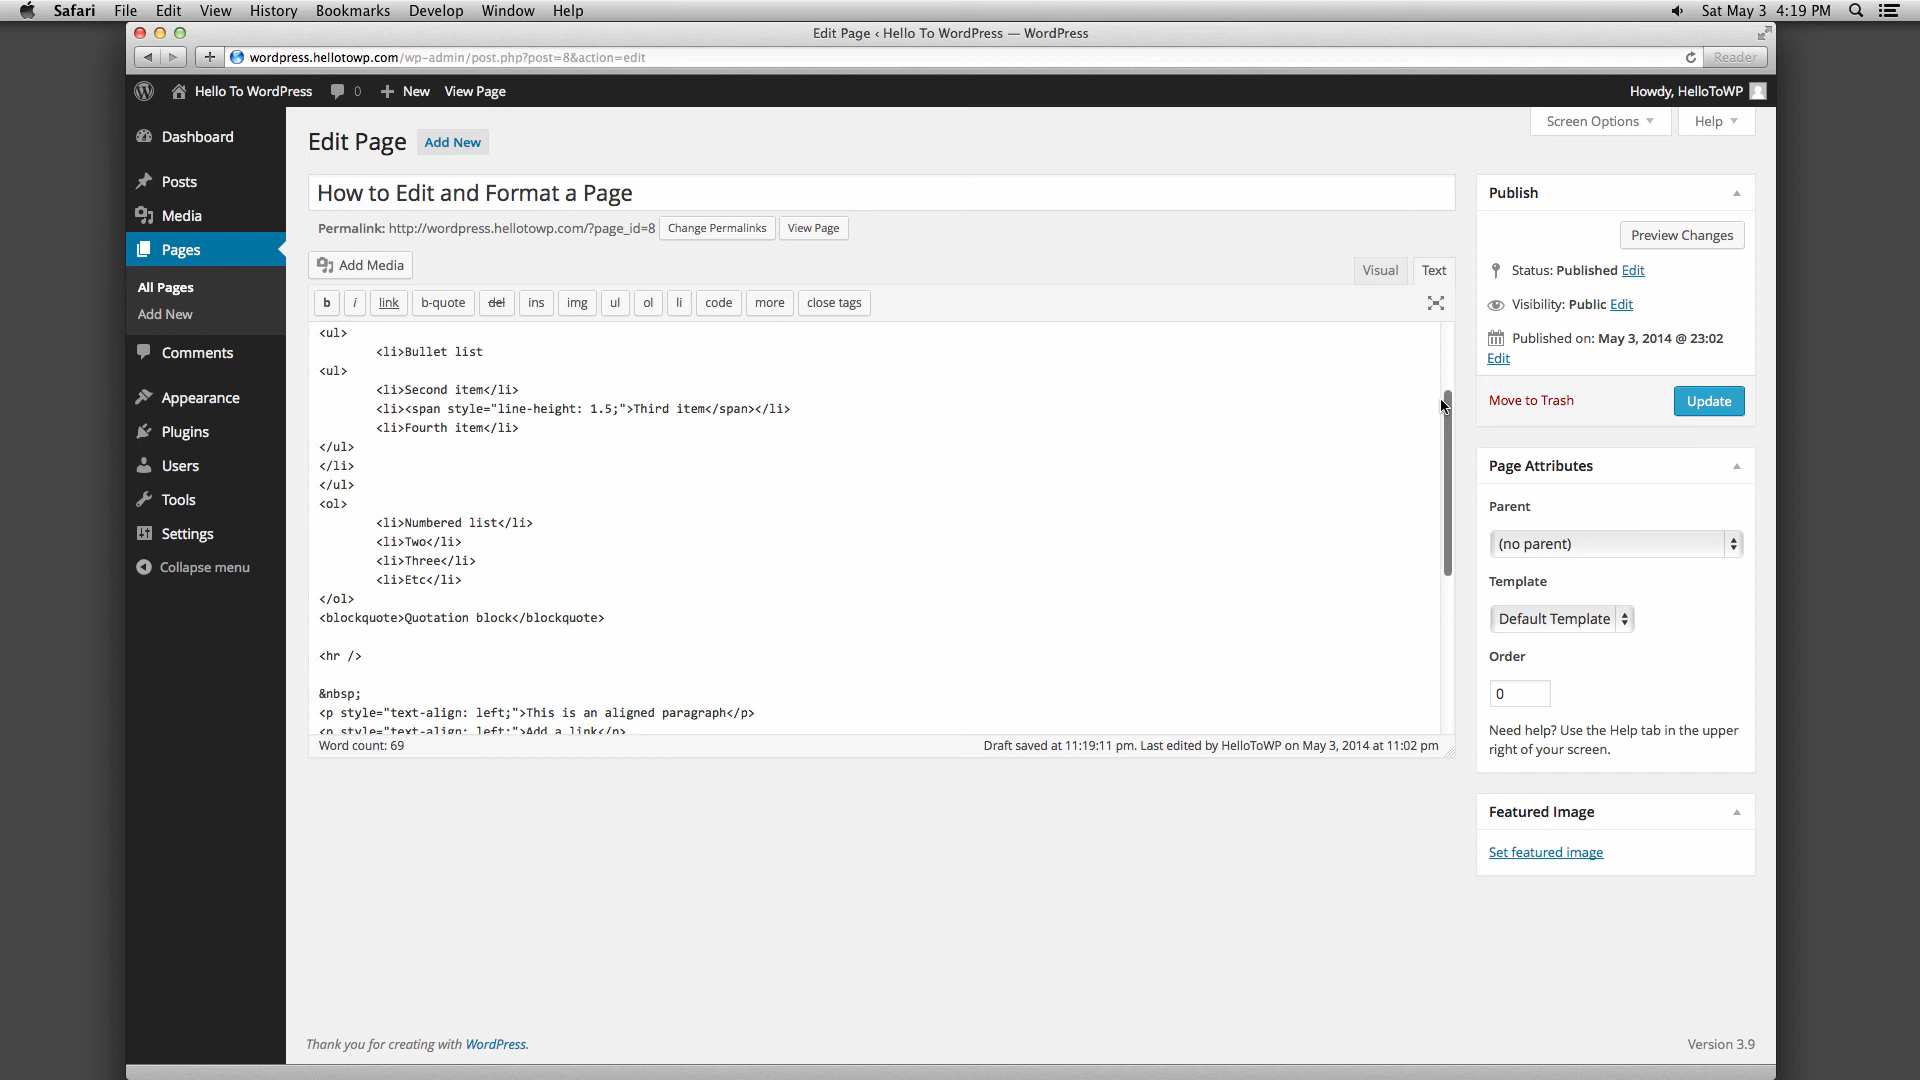 Safari File Edit View History Bookmarks Develop Window Help Sat May 3 4:19 PM
Edit Page ‹ Hello To WordPress — WordPress
wordpress.hellotowp.com/wp-admin/post.php?post=8&action=edit Reader
Hello To WordPress 0 New View Page Howdy, HelloToWP
Screen Options Help
Dashboard
Posts
Media
Pages
All Pages
Add New
Comments
Appearance
Plugins
Users
Tools
Settings
Collapse menu
Edit Page Add New
How to Edit and Format a Page
Permalink: http://wordpress.hellotowp.com/?page_id=8 Change Permalinks View Page
Add Media Visual Text
b i link b-quote del ins img ul ol li code more close tags
<ul>
<li>Bullet list
<ul>
<li>Second item</li>
<li><span style="line-height: 1.5;">Third item</span></li>
<li>Fourth item</li>
</ul>
</li>
</ul>
<ol>
<li>Numbered list</li>
<li>Two</li>
<li>Three</li>
<li>Etc</li>
</ol>
<blockquote>Quotation block</blockquote>
<hr />
&nbsp;
<p style="text-align: left;">This is an aligned paragraph</p>
<p style="text-align: left;">Add a link</p>
Word count: 69 Draft saved at 11:19:11 pm. Last edited by HelloToWP on May 3, 2014 at 11:02 pm
Publish
Preview Changes
Status: Published Edit
Visibility: Public Edit
Published on: May 3, 2014 @ 23:02
Edit
Move to Trash Update
Page Attributes
Parent
(no parent)
Template
Default Template
Order
0
Need help? Use the Help tab in the upper
right of your screen.
Featured Image
Set featured image
Thank you for creating with WordPress. Version 3.9